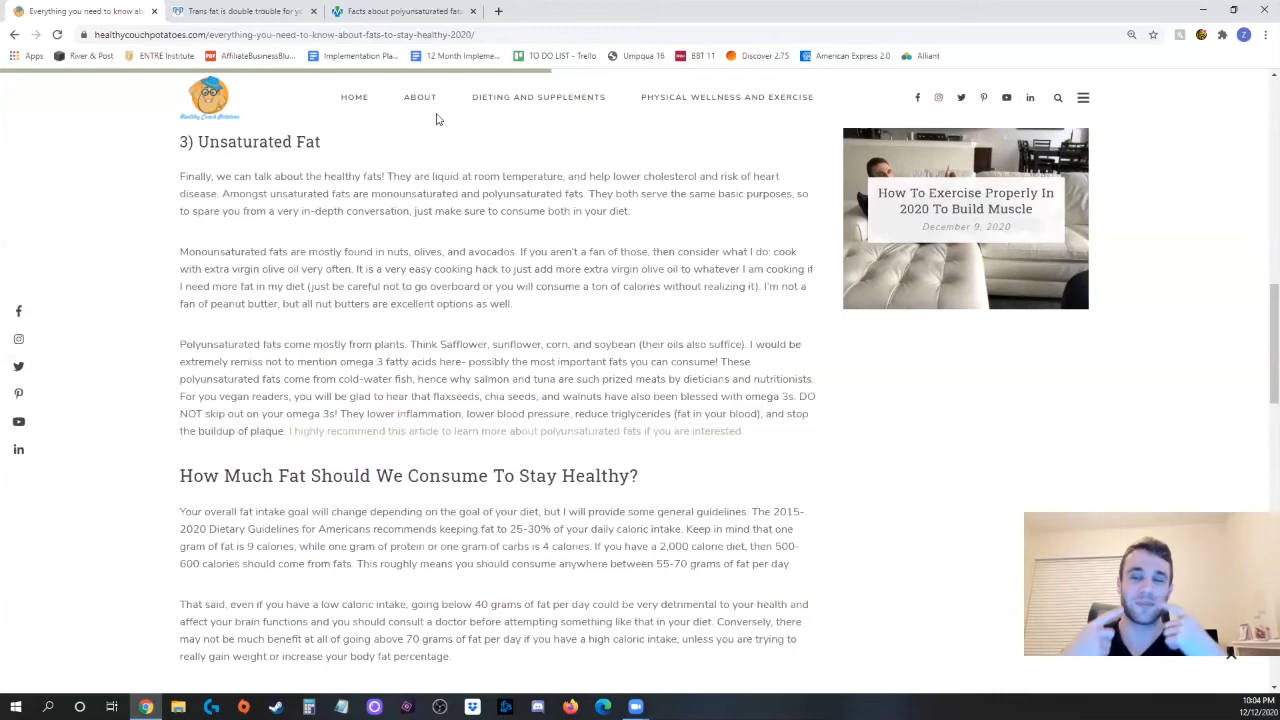 Everything you need to know ab
Trans fat is double trouble for yo
Facts about polyunsaturated fats
healthycouchpotatoes.com/everything-you-need-to-know-about-fats-to-stay-healthy-2020/
Apps
River & Post
ENTRE Institute
AffiliateBusinessBlu...
Implementation Pla...
12 Month Impleme...
TO DO LIST - Trello
Umpqua 16
BBT 11
Discover 2.75
American Express 2.0
Alliant
Healthy Couch Potatoes
HOME
ABOUT
DIETING AND SUPPLEMENTS
PHYSICAL WELLNESS AND EXERCISE
3) Unsaturated Fat
Finally, we can talk about the healthy fats! They are liquid at room temperature, and help lower cholesterol and risk of heart
disease. Amongst unsaturated fats are monounsaturated and polyunsaturated fats. They both serve the same basic purposes, so
to spare you from a very in-depth conversation, just make sure to consume both in your diet.
Monounsaturated fats are mostly found in nuts, olives, and avocados. If you aren't a fan of those, then consider what I do: cook
with extra virgin olive oil very often. It is a very easy cooking hack to just add more extra virgin olive oil to whatever I am cooking if
I need more fat in my diet (just be careful not to go overboard or you will consume a ton of calories without realizing it). I'm not a
fan of peanut butter, but all nut butters are excellent options as well.
Polyunsaturated fats come mostly from plants. Think Safflower, sunflower, corn, and soybean (their oils also suffice). I would be
extremely remiss not to mention omega 3 fatty acids here- possibly the most important fats you can consume! These
polyunsaturated fats come from cold-water fish, hence why salmon and tuna are such prized meats by dieticians and nutritionists.
For you vegan readers, you will be glad to hear that flaxseeds, chia seeds, and walnuts have also been blessed with omega 3s. DO
NOT skip out on your omega 3s! They lower inflammation, lower blood pressure, reduce triglycerides (fat in your blood), and stop
the buildup of plaque. I highly recommend this article to learn more about polyunsaturated fats if you are interested.
How Much Fat Should We Consume To Stay Healthy?
Your overall fat intake goal will change depending on the goal of your diet, but I will provide some general guidelines. The 2015-
2020 Dietary Guidelines for Americans recommends keeping fat to 25-30% of your daily caloric intake. Keep in mind that one
gram of fat is 9 calories, while one gram of protein or one gram of carbs is 4 calories. If you have a 2,000 calorie diet, then 500-
600 calories should come from fats. This roughly means you should consume anywhere between 55-70 grams of fat per day.
That said, even if you have a low caloric intake, going below 40 grams of fat per day could be very detrimental to your health and
affect your brain functions and you should consult a doctor before attempting something like that in your diet. Conversely, there
may not be much benefit at all of going above 70 grams of fat per day if you have a high caloric intake, unless you are trying to
really gain weight or increase your body fat percentage.
How To Exercise Properly In
2020 To Build Muscle
December 9, 2020
10:04 PM
12/12/2020